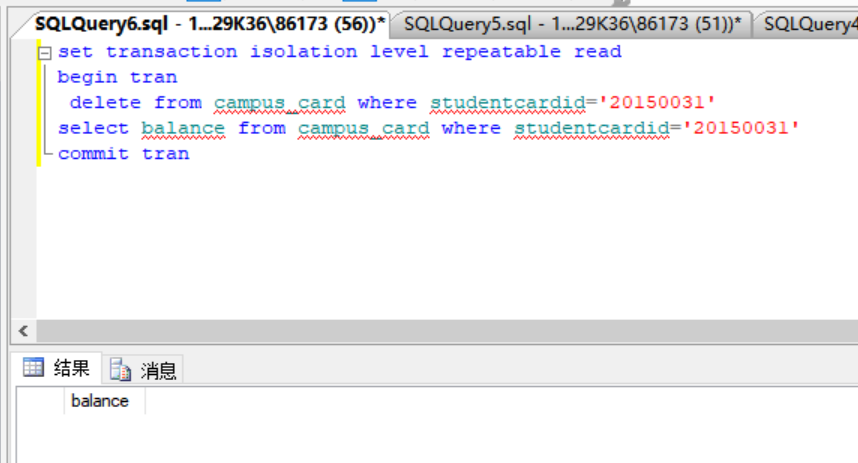 SQLQuery6.sql - 1...29K36\86173 (56))* SQLQuery5.sql - 1...29K36\86173 (51))* SQLQuery4
set transaction isolation level repeatable read
begin tran
delete from campus_card where studentcardid='20150031'
select balance from campus_card where studentcardid='20150031'
commit tran
结果 消息
balance